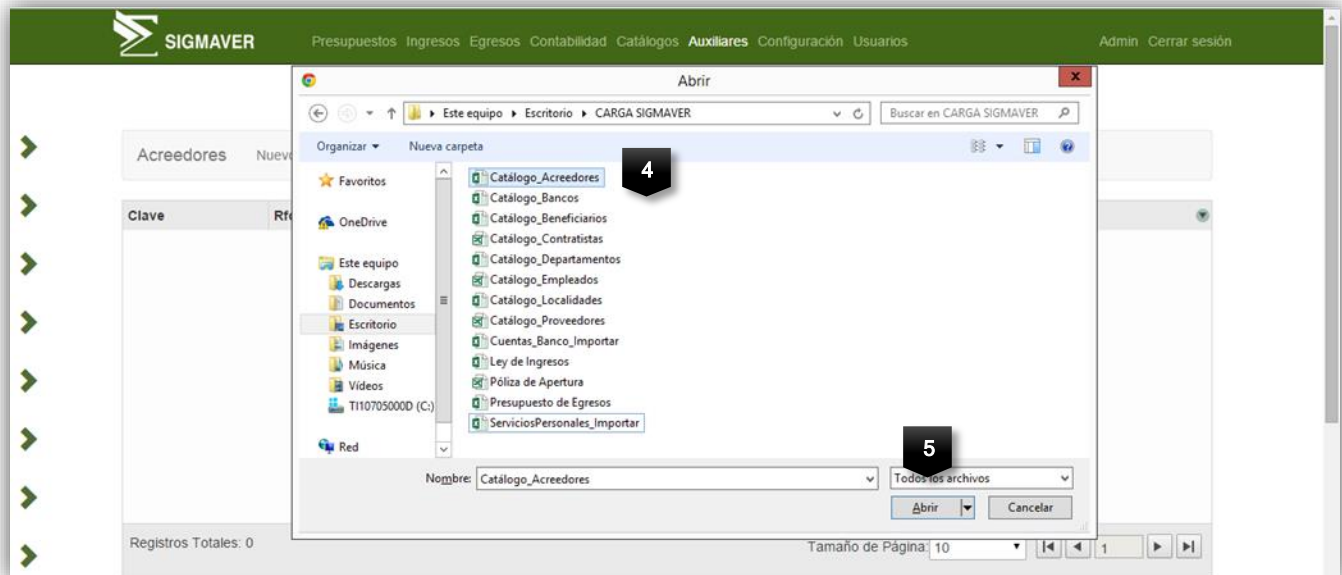 SIGMAVER
Presupuestos Ingresos Egresos Contabilidad Catálogos Auxiliares Configuración Usuarios
Admin Cerrar sesión
Abrir
x
Este equipo Escritorio CARGA SIGMAVER
Buscar en CARGA SIGMAVER
Organizar
Nueva carpeta
Acreedores
Clave
Favoritos
OneDrive
Este equipo
Descargas
Documentos
Escritorio
Imágenes
Música
Vídeos
TI10705000D (C:)
Red
4
Catálogo_Acreedores
Catálogo_Bancos
Catálogo_Beneficiarios
Catálogo_Contratistas
Catálogo_Departamentos
Catálogo_Empleados
Catálogo_Localidades
Catálogo_Proveedores
Cuentas_Banco_Importar
Ley de Ingresos
Póliza de Apertura
Presupuesto de Egresos
ServiciosPersonales_Importar
5
Nombre: Catálogo_Acreedores
Todos los archivos
Abrir
Cancelar
Registros Totales: 0
Tamaño de Página: 10
1